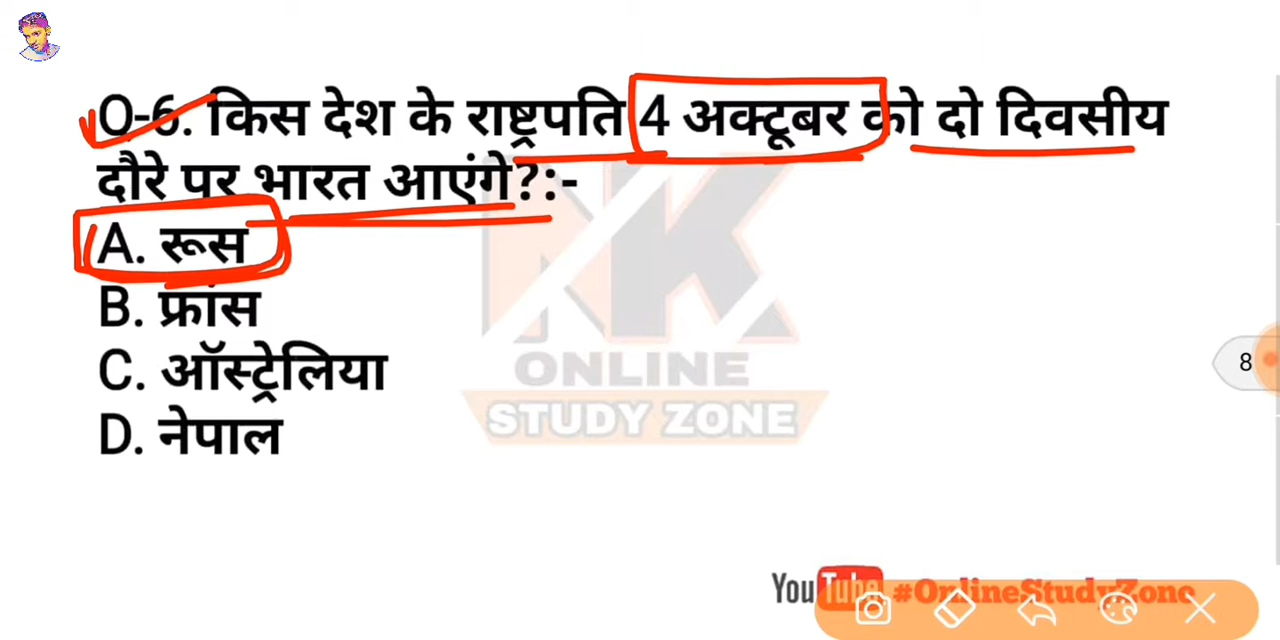 Q-6. किस देश के राष्ट्रपति 4 अक्टूबर को दो दिवसीय
दौरे पर भारत आएंगे?:-
A. रूस
B. फ्रांस
C. ऑस्ट्रेलिया
D. नेपाल
8
ONLINE
STUDY ZONE
YouTube #OnlineStudyZone